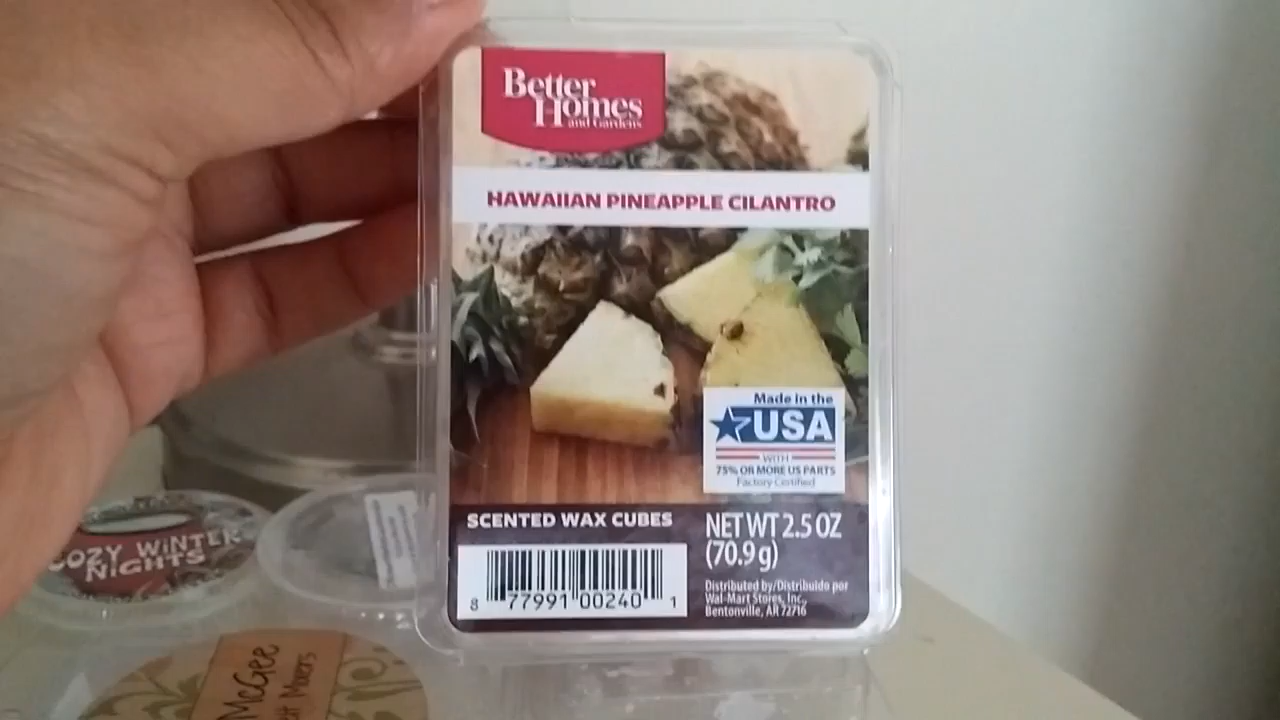 Better
Homes
and Gardens
HAWAIIAN PINEAPPLE CILANTRO
Made in the
USA
WITH
75% OR MORE US PARTS
Factory Certified
SCENTED WAX CUBES
NET WT 2.5 OZ
(70.9 g)
8 77991 00240 1
Distributed by/Distribuido por
Wal-Mart Stores, Inc.,
Bentonville, AR 72716
COZY WINTER
NIGHTS
McGee